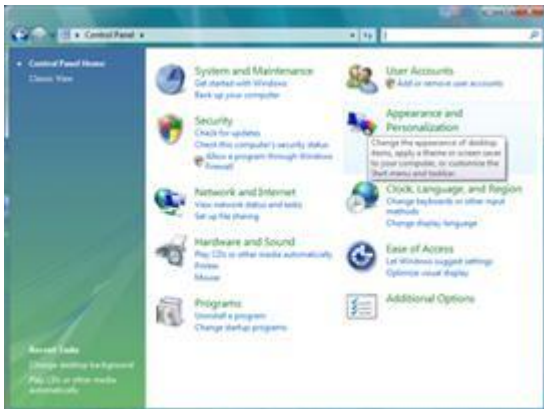 Control Panel
Control Panel Home
Classic View
System and Maintenance
Get started with Windows
Back up your computer
Security
Check for updates
Check this computer's security status
Allow a program through Windows
Firewall
Network and Internet
View network status and tasks
Set up file sharing
Hardware and Sound
Play CDs or other media automatically
Printer
Mouse
Programs
Uninstall a program
Change startup programs
User Accounts
Add or remove user accounts
Appearance and
Personalization
Change the appearance of desktop
items, apply a theme or screen saver
to your computer, or customize the
Start menu and taskbar.
Clock, Language, and Region
Change keyboards or other input
methods
Change display language
Ease of Access
Let Windows suggest settings
Optimize visual display
Additional Options
Recent Tasks
Change desktop background
Play CDs or other media
automatically